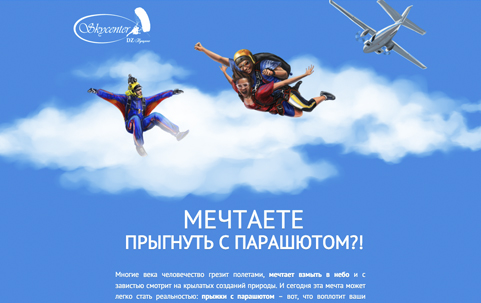 Skycenter
DZ
МЕЧТАЕТЕ
ПРЫГНУТЬ С ПАРАШЮТОМ?!
Многие века человечество грезит полетами, мечтает взмыть в небо и с
завистью смотрит на крылатых созданий природы. И сегодня эта мечта может
легко стать реальностью: прыжки с парашютом – вот, что воплотит ваши